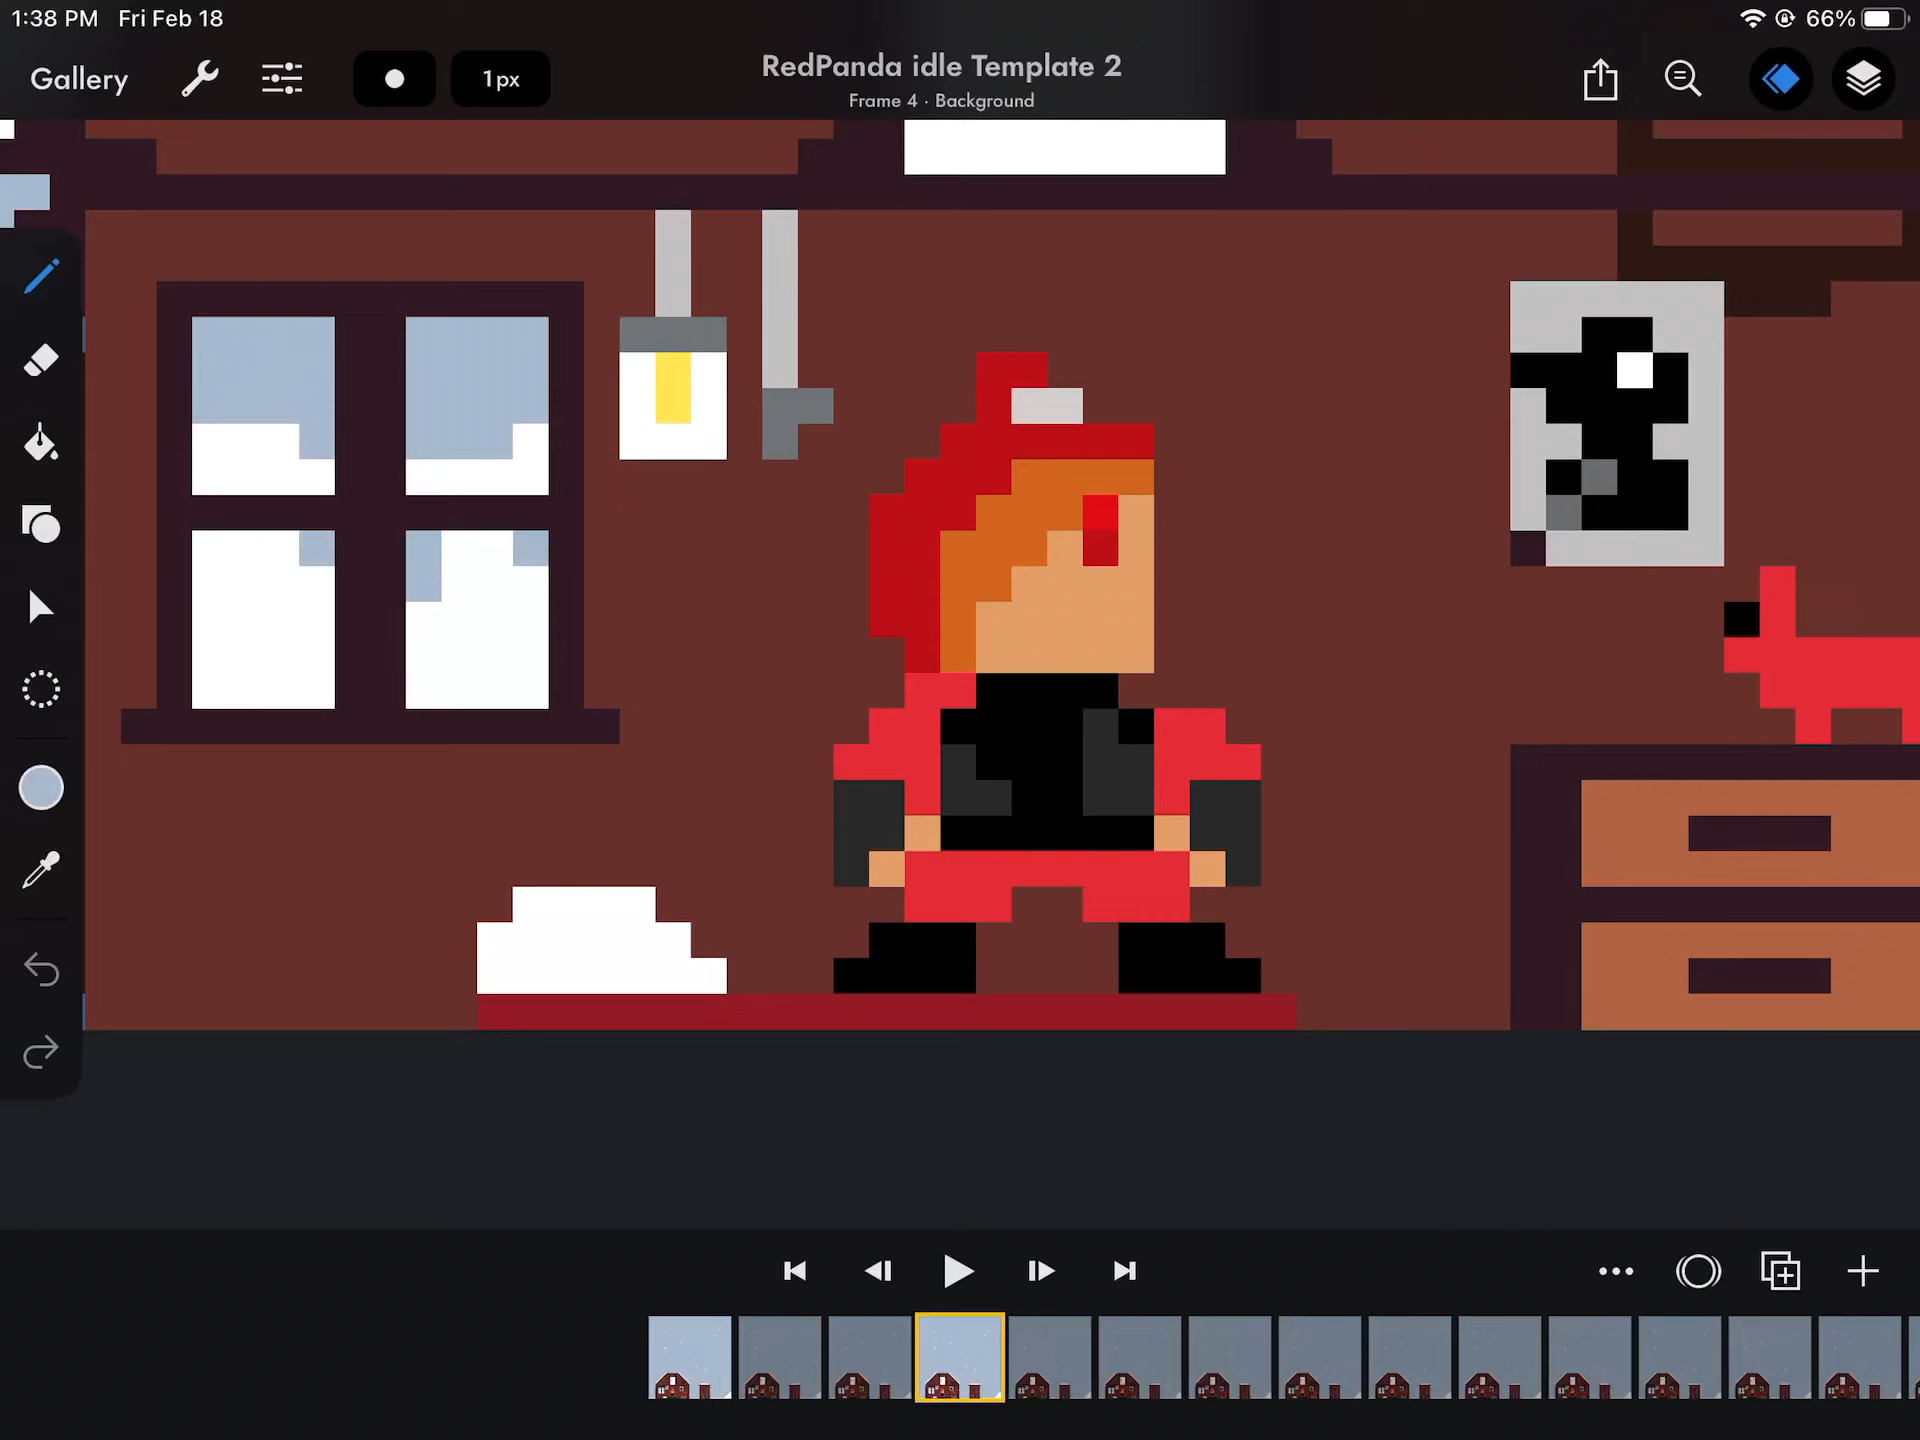 1:38 PM Fri Feb 18
66%
Gallery
1px
RedPanda idle Template 2
Frame 4 · Background